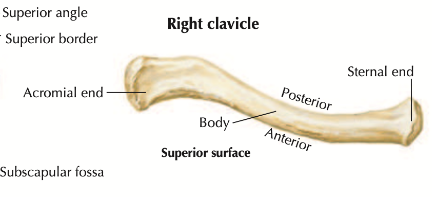 Superior angle
Superior border
Right clavicle
Sternal end
Acromial end
Posterior
Body
Anterior
Superior surface
Subscapular fossa